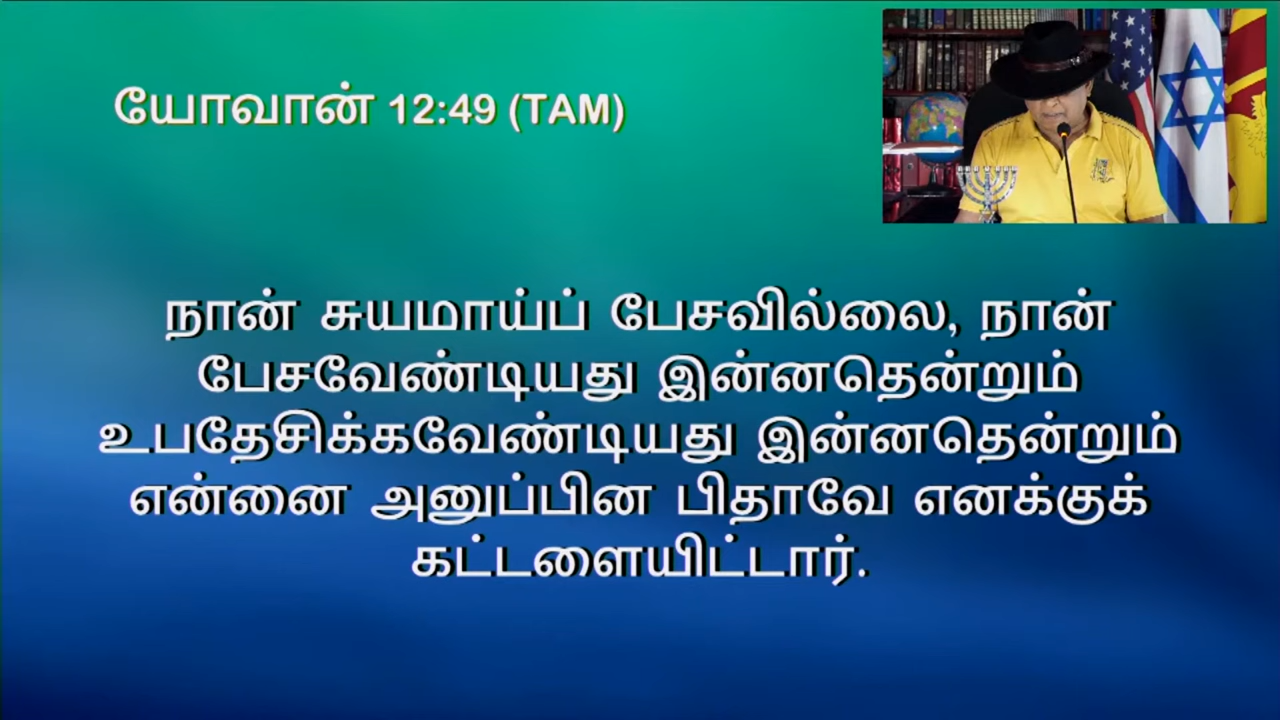 யோவான் 12:49 (TAM)
நான் சுயமாய்ப் பேசவில்லை, நான்
பேசவேண்டியது இன்னதென்றும்
உபதேசிக்கவேண்டியது இன்னதென்றும்
என்னை அனுப்பின பிதாவே எனக்குக்
கட்டளையிட்டார்.